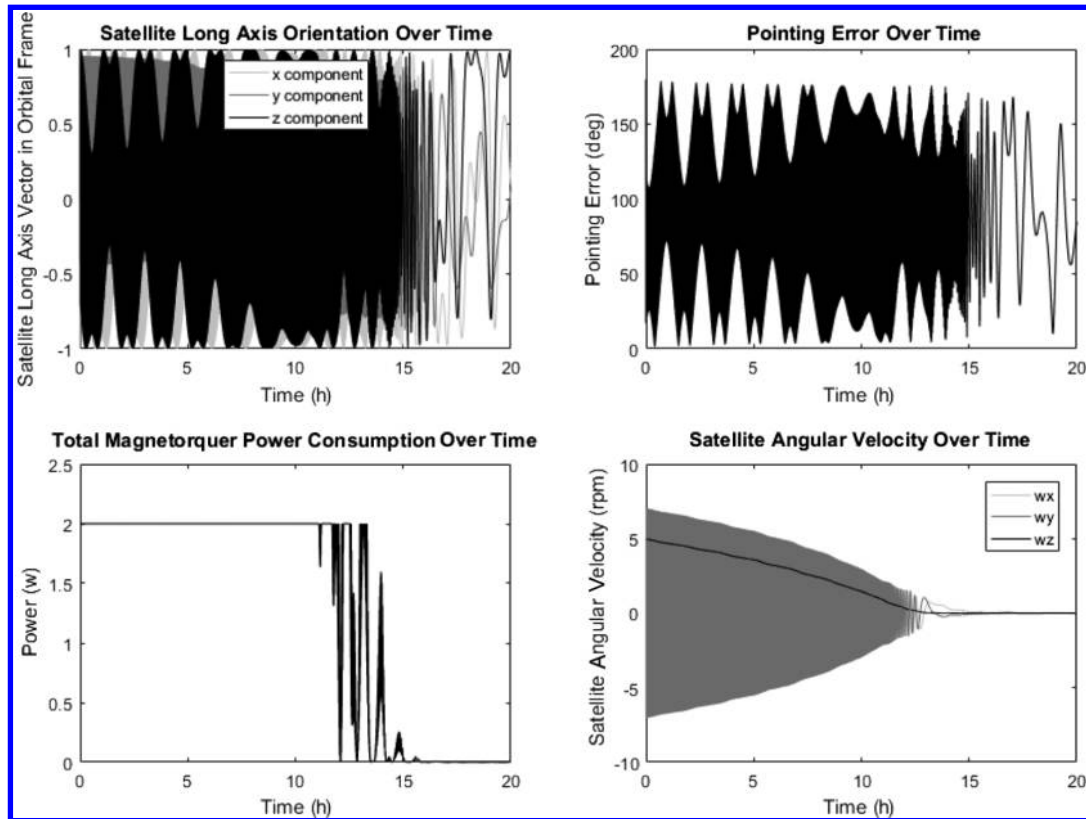 Satellite Long Axis Orientation Over Time
Satellite Long Axis Vector in Orbital Frame
1
0.5
0
-0.5
-1
x component
y component
z component
0
5
10
15
20
Time (h)
Pointing Error Over Time
Pointing Error (deg)
200
150
100
50
0
0
5
10
15
20
Time (h)
Total Magnetorquer Power Consumption Over Time
Power (w)
2.5
2
1.5
1
0.5
0
0
5
10
15
20
Time (h)
Satellite Angular Velocity Over Time
Satellite Angular Velocity (rpm)
10
5
0
-5
-10
wx
wy
wz
0
5
10
15
20
Time (h)